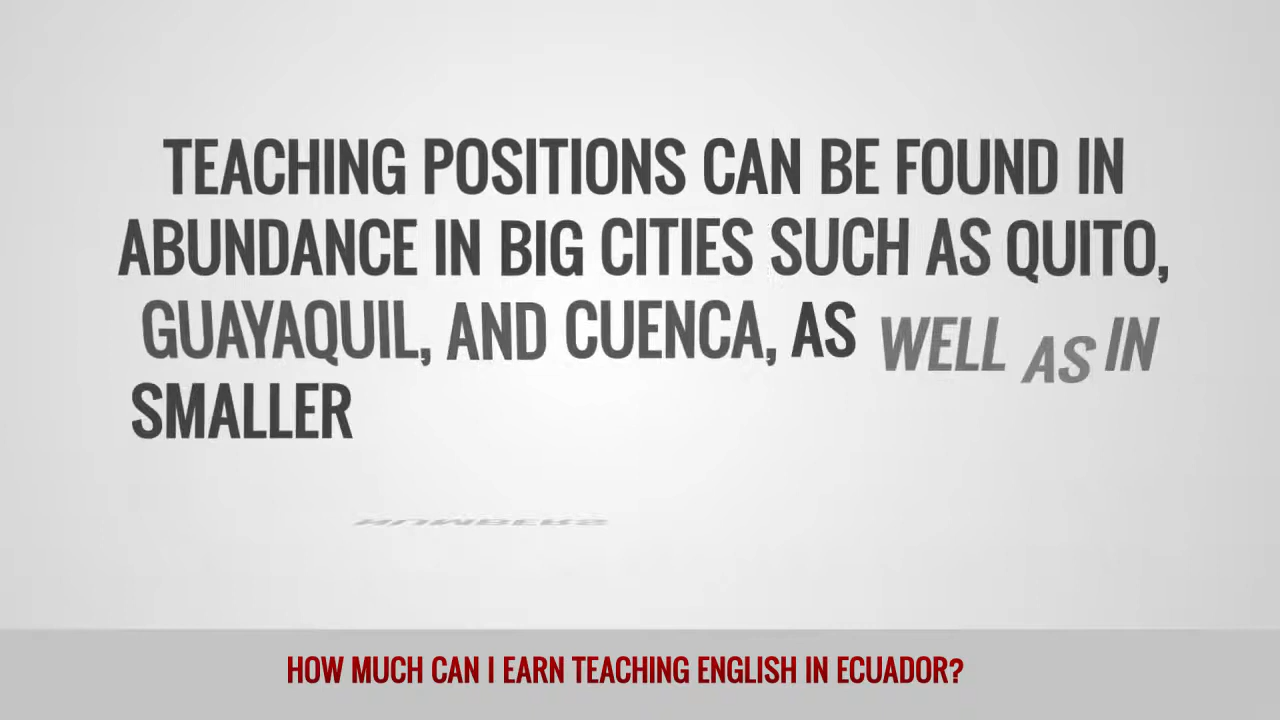 TEACHING POSITIONS CAN BE FOUND IN
ABUNDANCE IN BIG CITIES SUCH AS QUITO,
GUAYAQUIL, AND CUENCA, AS WELL AS IN
SMALLER
NUMBERS
HOW MUCH CAN I EARN TEACHING ENGLISH IN ECUADOR?